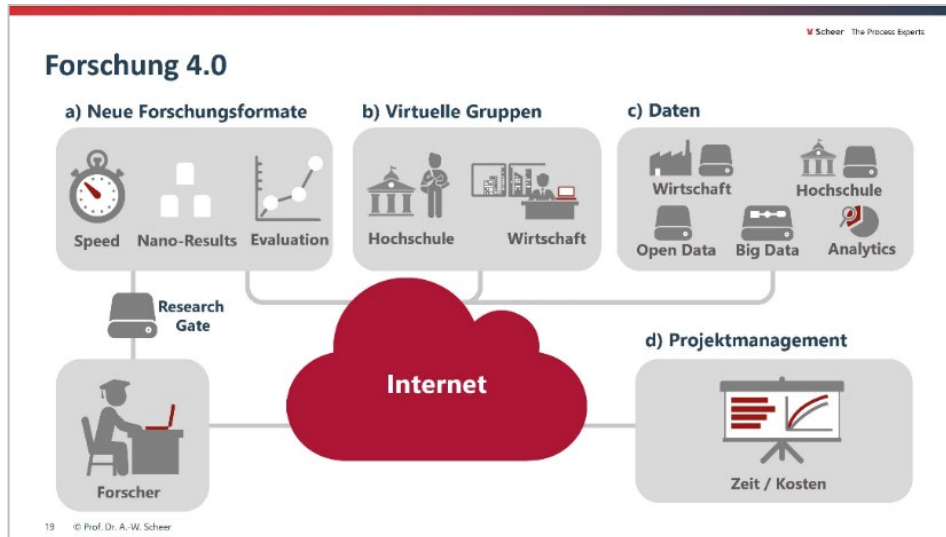 Scheer The Process Experts
Forschung 4.0
a) Neue Forschungsformate
Speed
Nano-Results
Evaluation
b) Virtuelle Gruppen
Hochschule
Wirtschaft
c) Daten
Wirtschaft
Hochschule
Open Data
Big Data
Analytics
Research
Gate
Internet
Forscher
d) Projektmanagement
Zeit / Kosten
19 © Prof. Dr. A.-W. Scheer